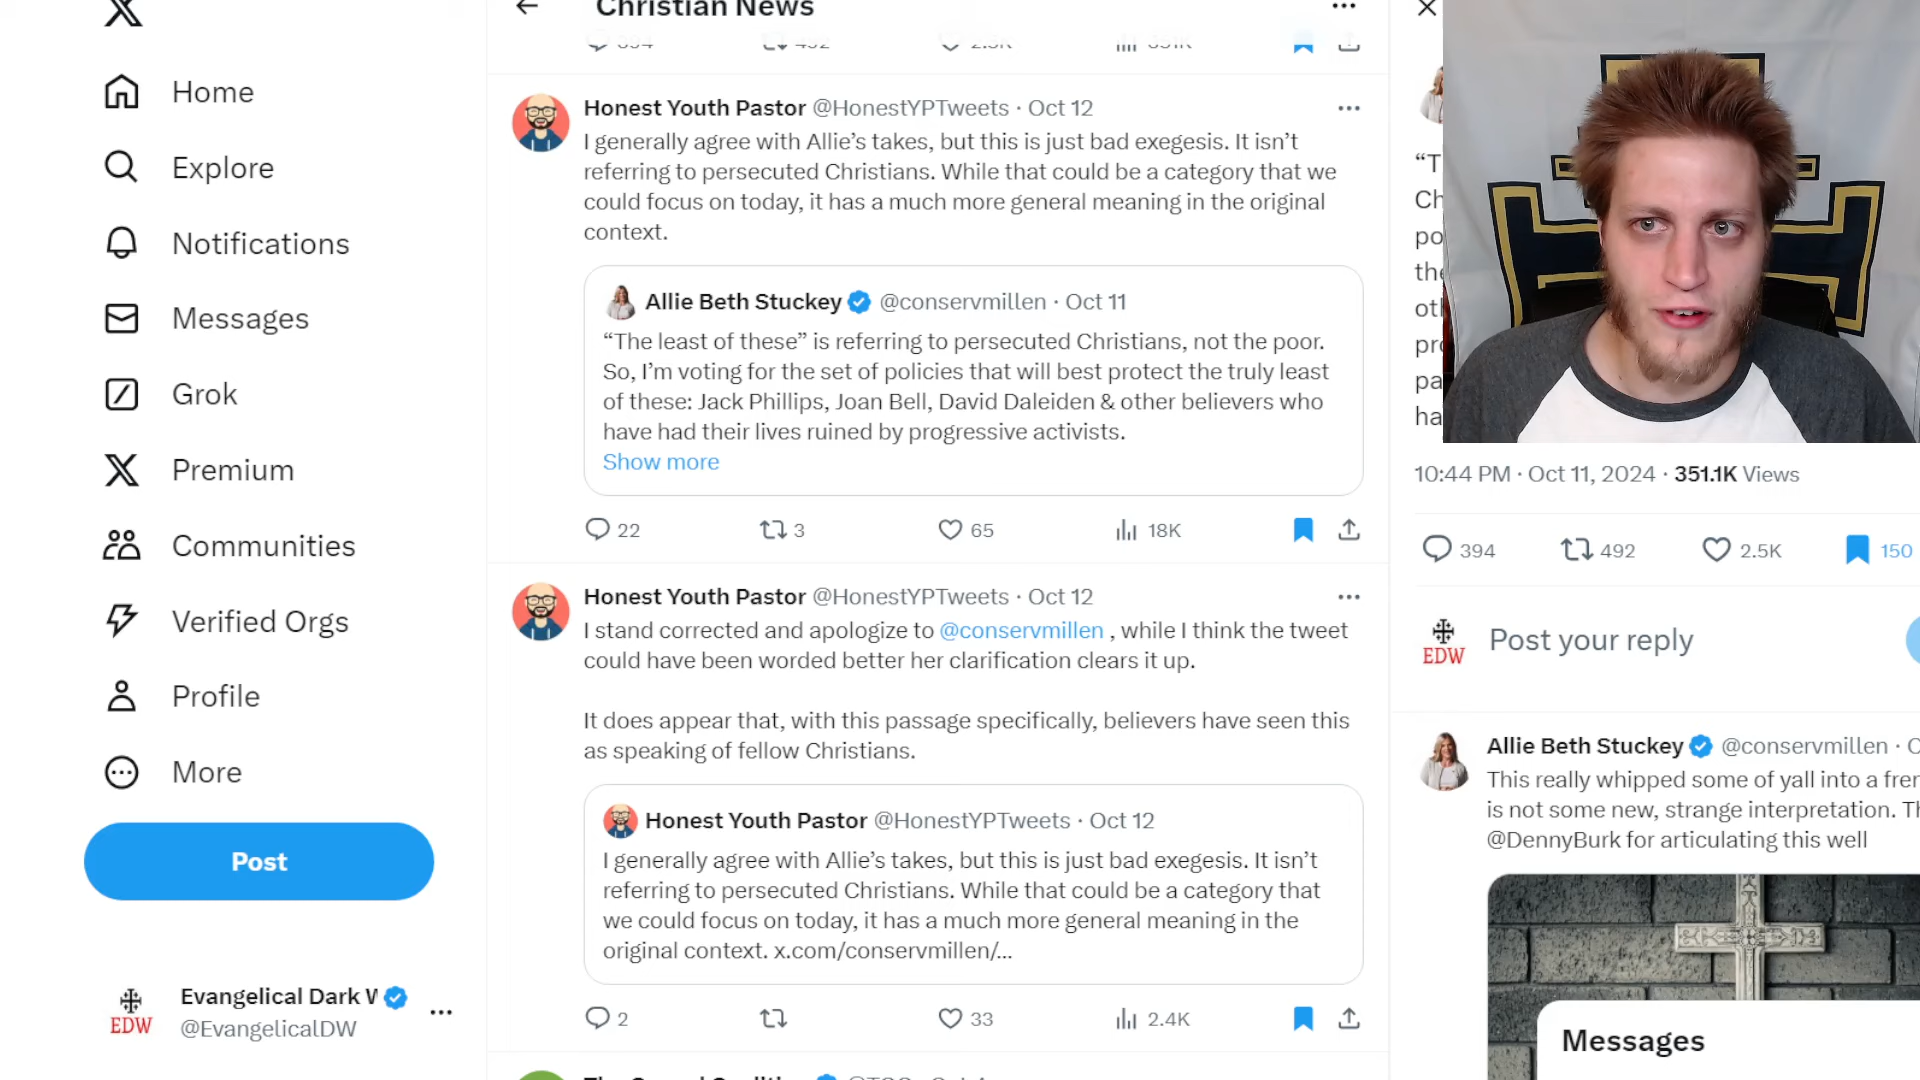 Christian News
Home
Explore
Notifications
Messages
Grok
Premium
Communities
Verified Orgs
Profile
More
Post
Evangelical Dark
@EvangelicalDW
EDW
394 492 2.5K 351K
Honest Youth Pastor @HonestYPTweets · Oct 12
I generally agree with Allie’s takes, but this is just bad exegesis. It isn’t
referring to persecuted Christians. While that could be a category that we
could focus on today, it has a much more general meaning in the original
context.
Allie Beth Stuckey @conservmillen · Oct 11
“The least of these” is referring to persecuted Christians, not the poor.
So, I’m voting for the set of policies that will best protect the truly least
of these: Jack Phillips, Joan Bell, David Daleiden & other believers who
have had their lives ruined by progressive activists.
Show more
22 3 65 18K
Honest Youth Pastor @HonestYPTweets · Oct 12
I stand corrected and apologize to @conservmillen , while I think the tweet
could have been worded better her clarification clears it up.
It does appear that, with this passage specifically, believers have seen this
as speaking of fellow Christians.
Honest Youth Pastor @HonestYPTweets · Oct 12
I generally agree with Allie’s takes, but this is just bad exegesis. It isn’t
referring to persecuted Christians. While that could be a category that
we could focus on today, it has a much more general meaning in the
original context. x.com/conservmillen/...
2 33 2.4K
“T
Ch
po
the
oth
pro
pa
ha
10:44 PM · Oct 11, 2024 · 351.1K Views
394 492 2.5K 150
EDW
Post your reply
Allie Beth Stuckey @conservmillen ·
This really whipped some of yall into a
is not some new, strange interpretation.
@DennyBurk for articulating this well
Messages